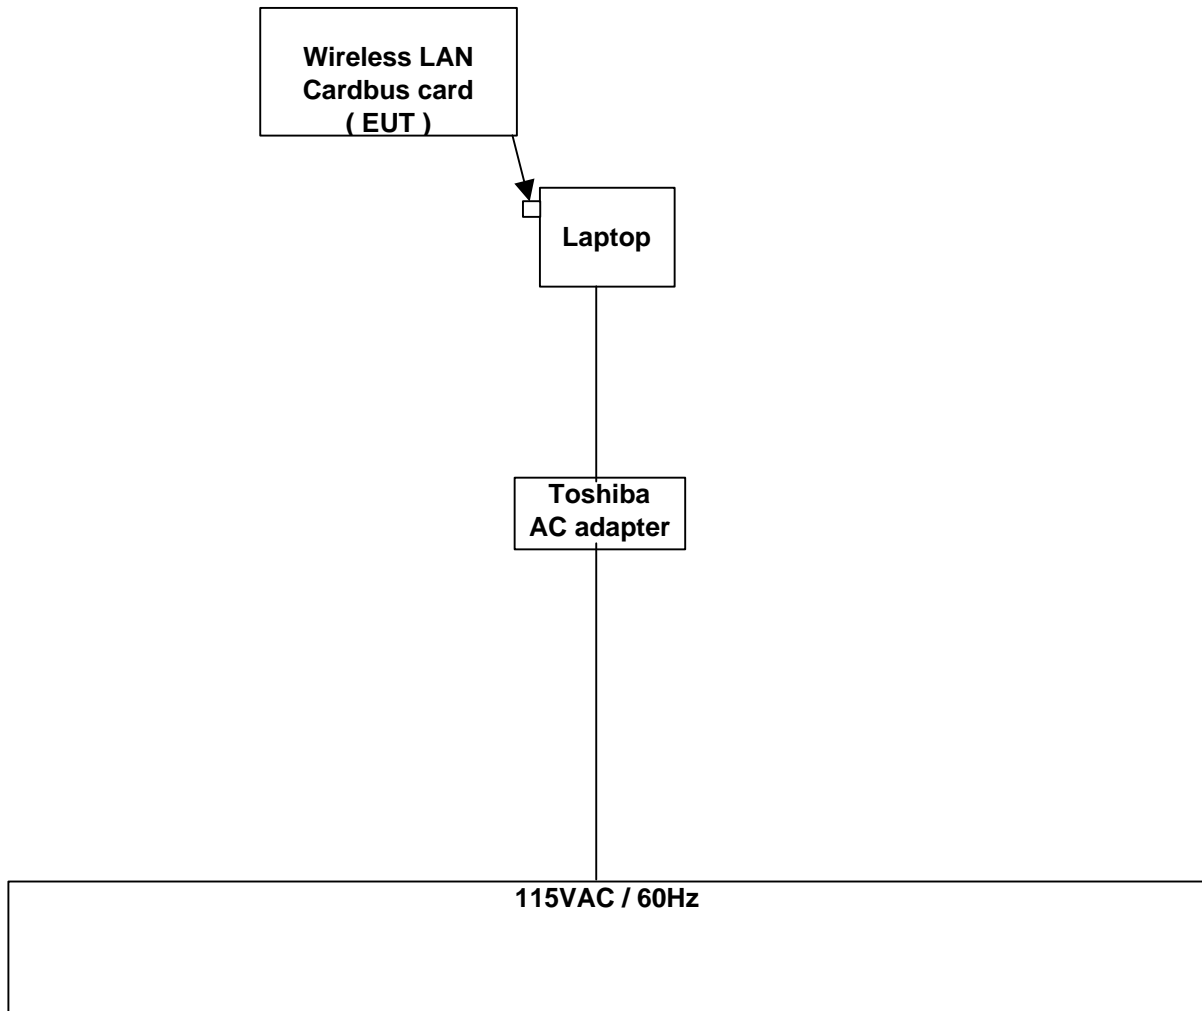 Wireless LAN
Cardbus card
( EUT )
Laptop
Toshiba
AC adapter
115VAC / 60Hz